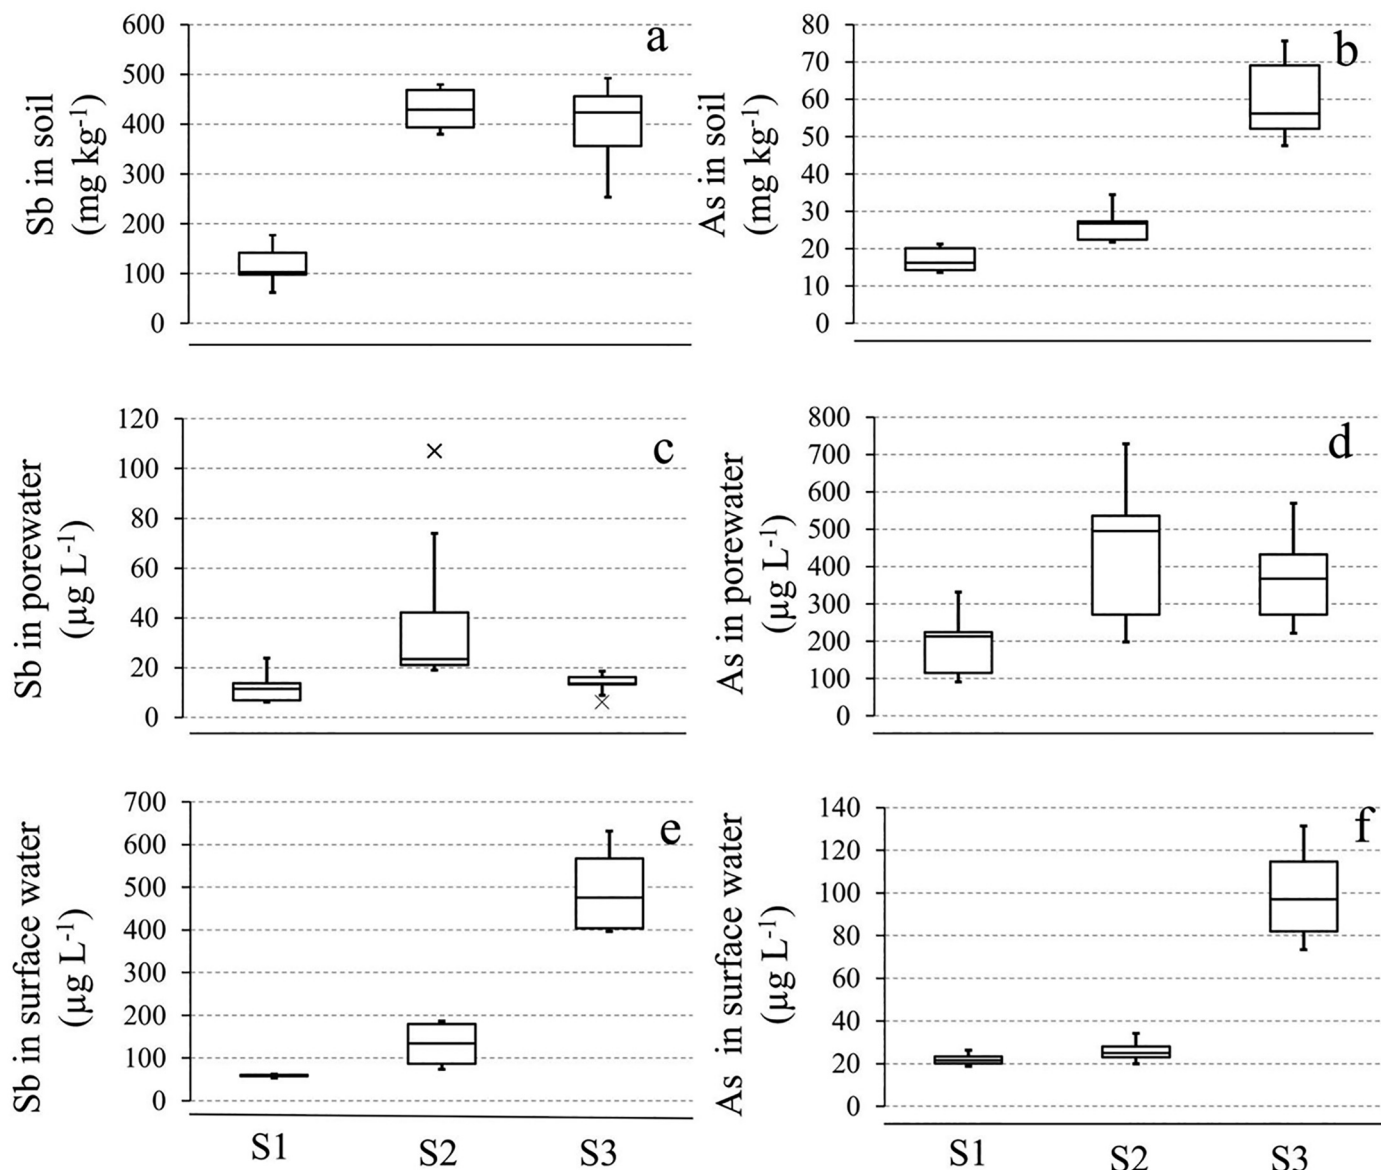 a
Sb in soil
(mg kg⁻¹)
600
500
400
300
200
100
0
b
As in soil
(mg kg⁻¹)
80
70
60
50
40
30
20
10
0
c
Sb in porewater
(µg L⁻¹)
120
100
80
60
40
20
0
d
As in porewater
(µg L⁻¹)
800
700
600
500
400
300
200
100
0
e
Sb in surface water
(µg L⁻¹)
700
600
500
400
300
200
100
0
S1 S2 S3
f
As in surface water
(µg L⁻¹)
140
120
100
80
60
40
20
0
S1 S2 S3